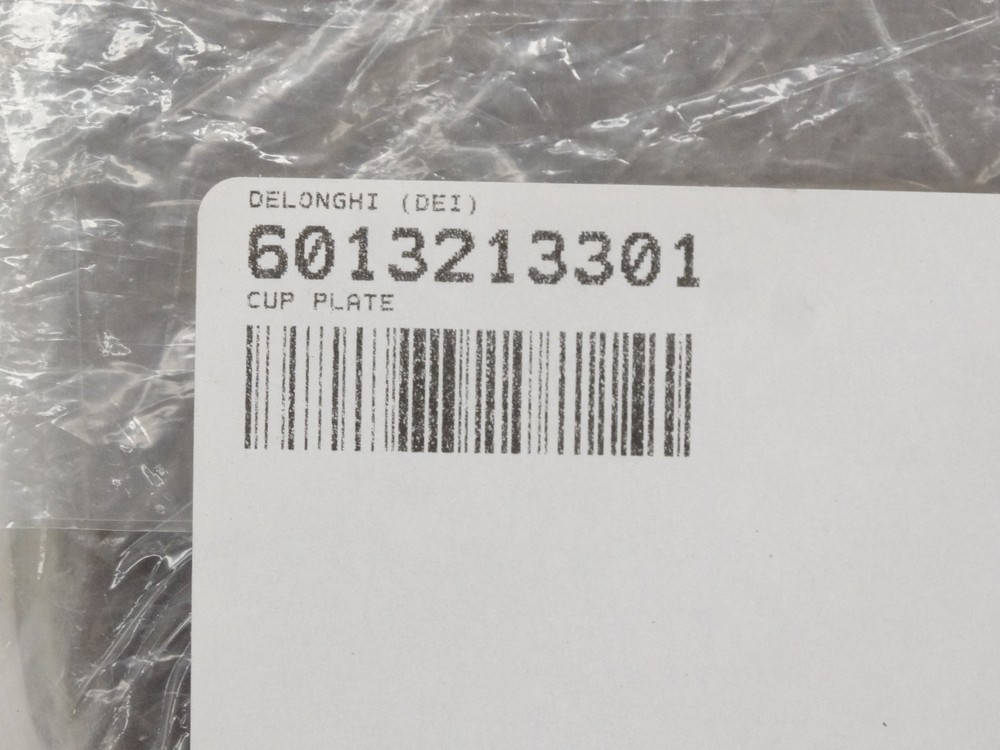 DELONGHI (DEI)
6013213301
CUP PLATE